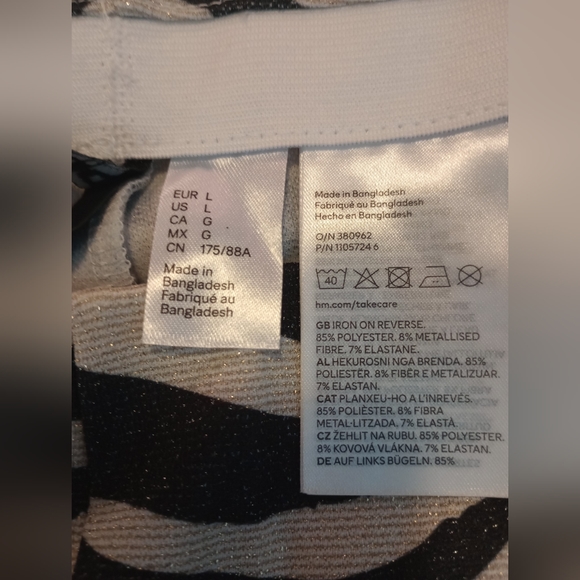 EUR L
US L
CA G
MX G
CN 175/88A
Made in
Bangladesh
Fabriqué au
Bangladesh
Made in Bangladesh
Fabriqué au Bangladesh
Hecho en Bangladesh
O/N 380962
P/N 1105724 6
40
hm.com/takecare
GB IRON ON REVERSE.
85% POLYESTER. 8% METALLISED
FIBRE. 7% ELASTANE.
AL HEKUROSNI NGA BRENDA. 85%
POLIESTËR. 8% FIBËR E METALIZUAR.
7% ELASTAN.
CAT PLANXEU-HO A L'INREVÉS.
85% POLIÈSTER. 8% FIBRA
METAL·LITZADA. 7% ELASTÀ.
CZ ŽEHLIT NA RUBU. 85% POLYESTER.
8% KOVOVÁ VLÁKNA. 7% ELASTAN.
DE AUF LINKS BÜGELN. 85%